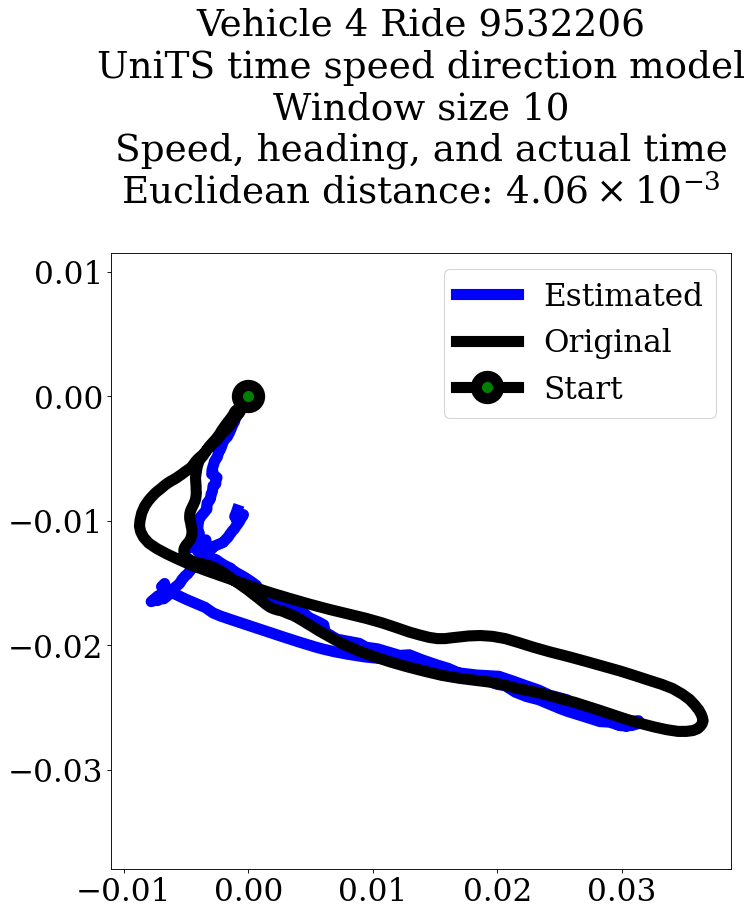 Vehicle 4 Ride 9532206
UniTS time speed direction model
Window size 10
Speed, heading, and actual time
Euclidean distance: 4.06 × 10⁻³
0.01
0.00
−0.01
−0.02
−0.03
Estimated
Original
Start
−0.01 0.00 0.01 0.02 0.03